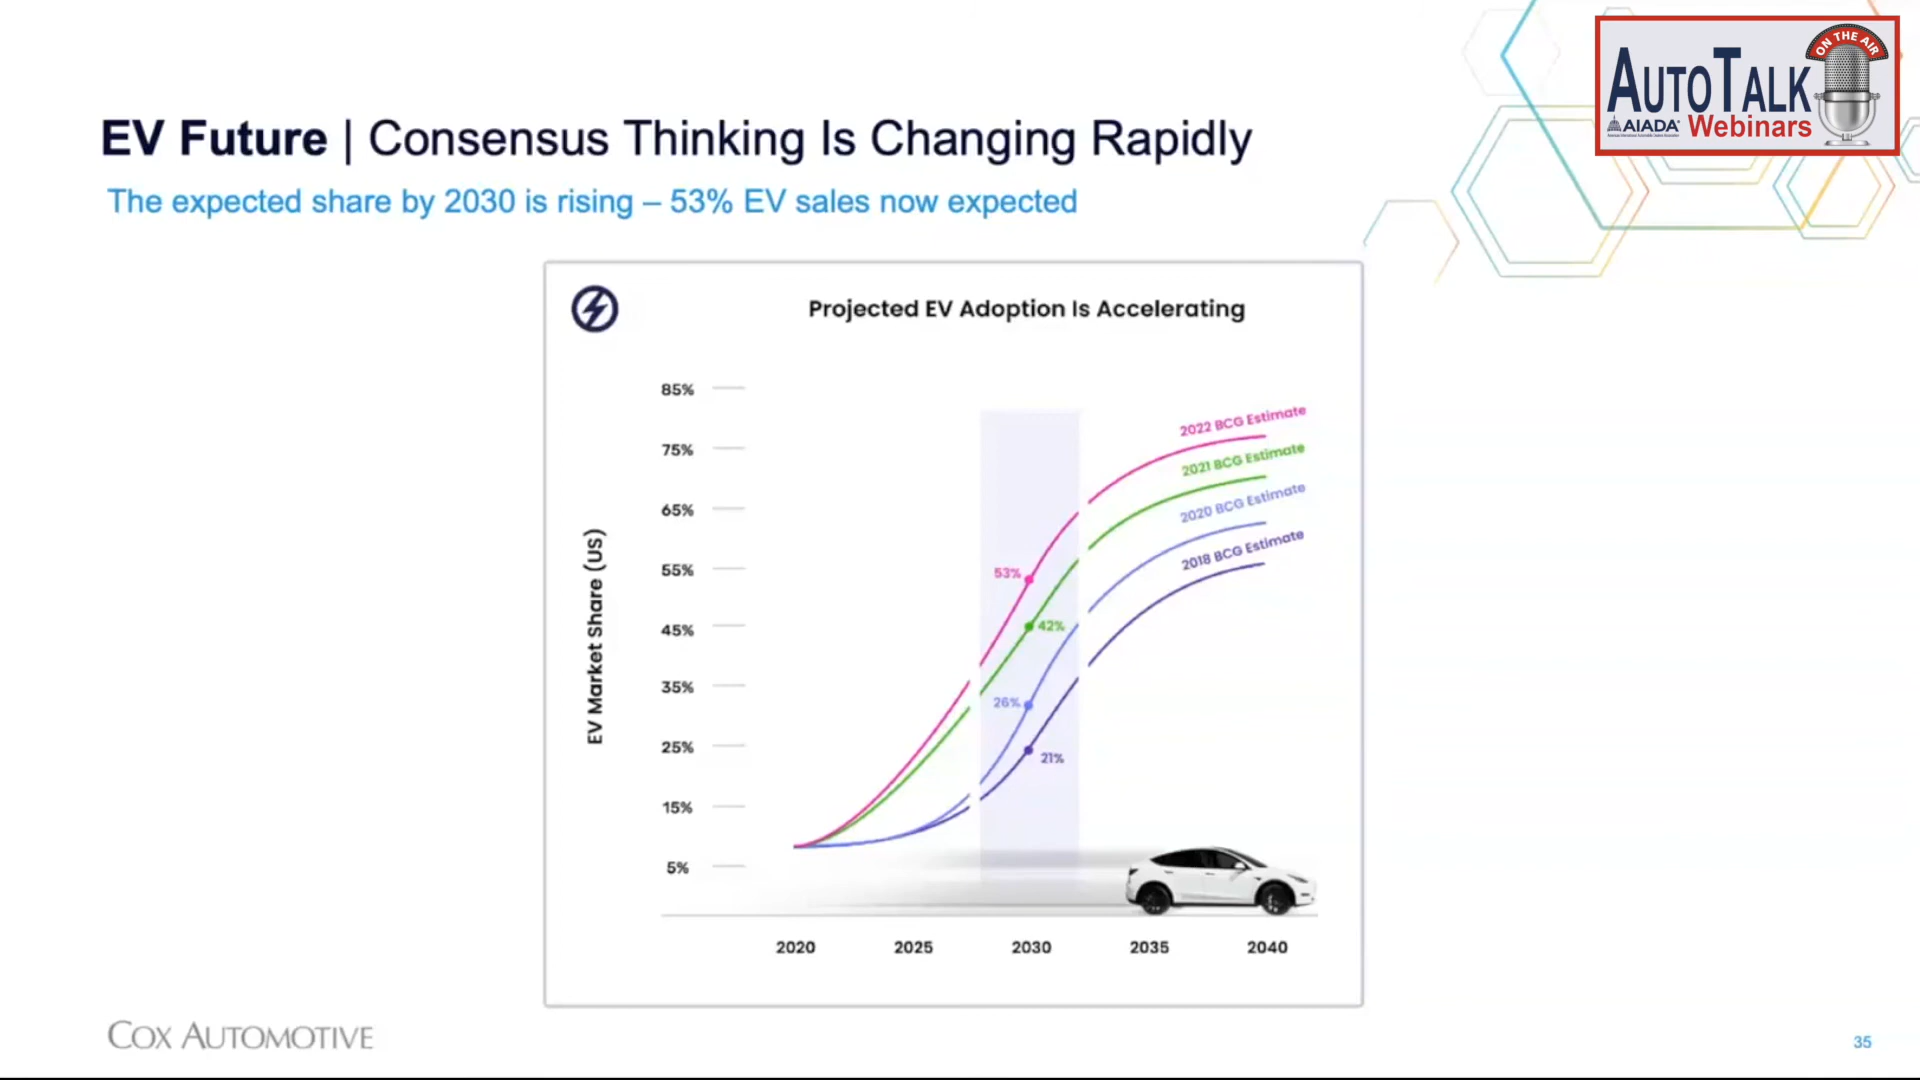 ON THE AIR
AUTOTALK
AIADA
Webinars
EV Future | Consensus Thinking Is Changing Rapidly
The expected share by 2030 is rising – 53% EV sales now expected
Projected EV Adoption Is Accelerating
EV Market Share (US)
85%
75%
65%
55%
45%
35%
25%
15%
5%
2022 BCG Estimate
2021 BCG Estimate
2020 BCG Estimate
2018 BCG Estimate
53%
42%
26%
21%
2020 2025 2030 2035 2040
COX AUTOMOTIVE
35